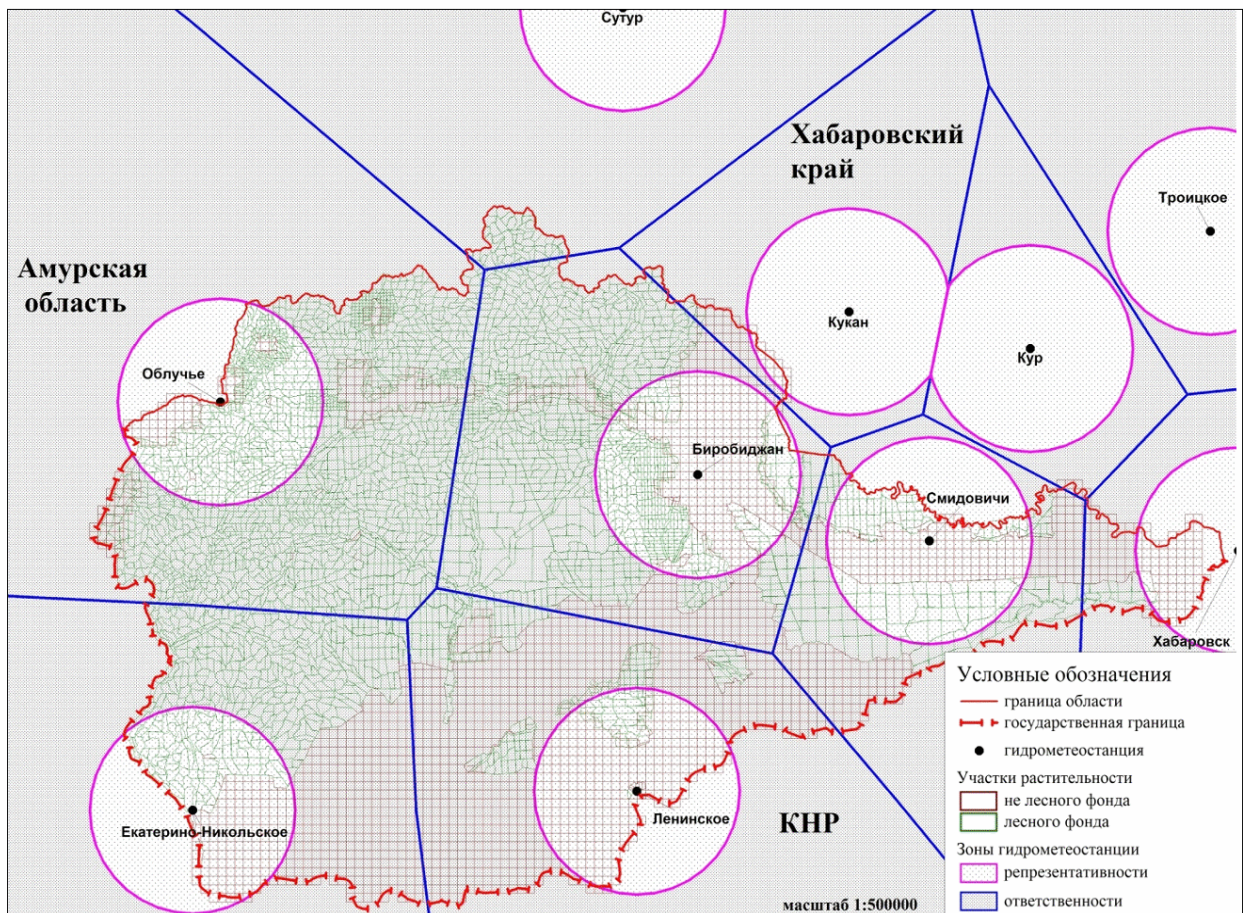 Сутур
Хабаровский
край
Троицкое
Амурская
область
Кукан
Кур
Облучье
Биробиджан
Смидовичи
Хабаровск
Екатерино-Никольское
Ленинское
КНР
масштаб 1:500000
Условные обозначения
граница области
государственная граница
гидрометеостанция
Участки растительности
не лесного фонда
лесного фонда
Зоны гидрометеостанции
репрезентативности
ответственности